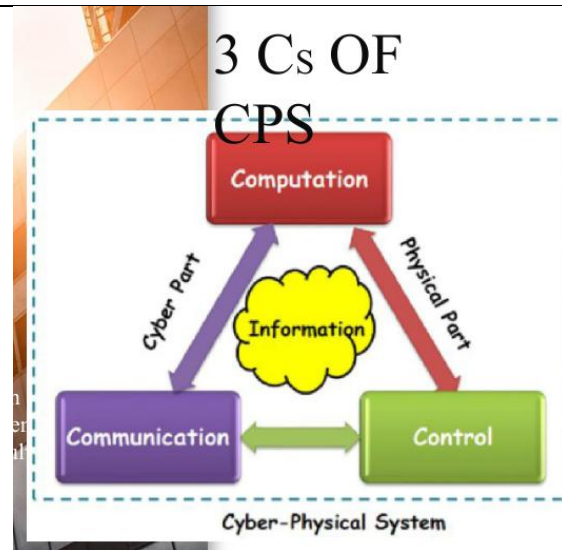 3 Cs OF
CPS
Computation
Cyber Part
Physical Part
Information
Communication
Control
Cyber-Physical System